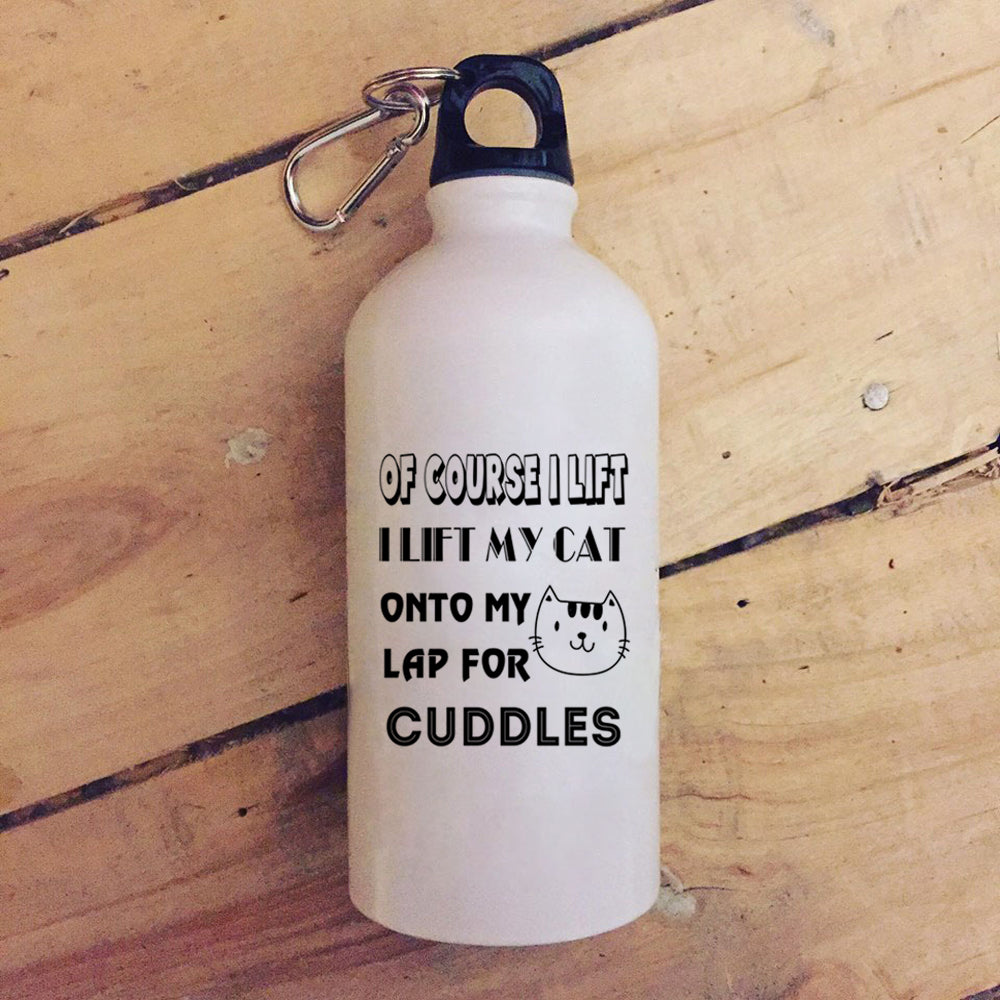 OF COURSE I LIFT
I LIFT MY CAT
ONTO MY
LAP FOR
CUDDLES